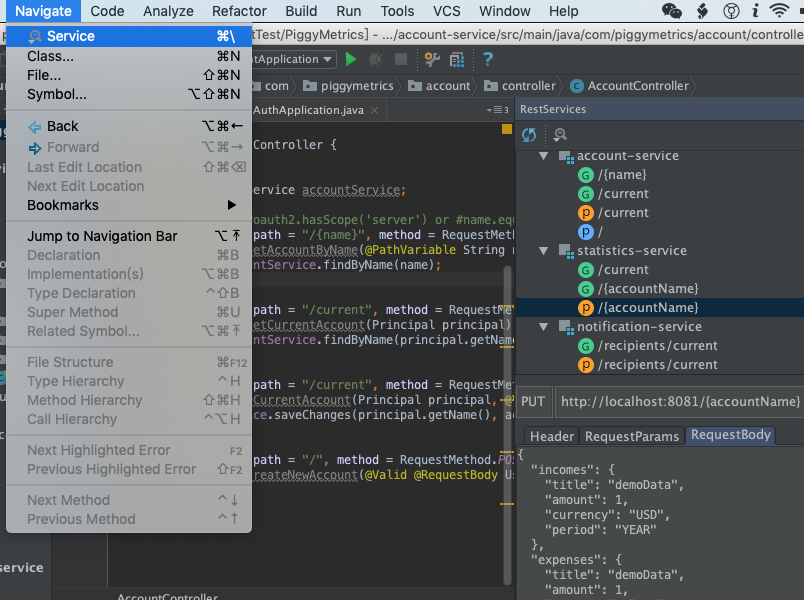 Navigate Code Analyze Refactor Build Run Tools VCS Window Help
tTest/PiggyMetrics] - .../account-service/src/main/java/com/piggymetrics/account/controlle
Service ⌘\
Class... ⌘N
File... ⇧⌘N
Symbol... ⌥⇧⌘N
Back ⌥⌘←
Forward ⌥⌘→
Last Edit Location ⇧⌘⌫
Next Edit Location
Bookmarks ▶
Jump to Navigation Bar ⌥↑
Declaration ⌘B
Implementation(s) ⌥⌘B
Type Declaration ^⇧B
Super Method ⌘U
Related Symbol... ⌥⌘↑
File Structure ⌘F12
Type Hierarchy ^H
Method Hierarchy ⇧⌘H
Call Hierarchy ^⌥H
Next Highlighted Error F2
Previous Highlighted Error ⇧F2
Next Method ^↓
Previous Method ^↑
ervice
tApplication
com piggymetrics account controller AccountController
AuthApplication.java
3
Controller {
ervice accountService;
oauth2.hasScope('server') or #name.equ
path = "/{name}", method = RequestMeth
etAccountByName(@PathVariable String n
ntService.findByName(name);
path = "/current", method = RequestMe
etCurrentAccount(Principal principal)
ntService.findByName(principal.getNam
path = "/current", method = RequestMe
CurrentAccount(Principal principal, @
ce.saveChanges(principal.getName(), a
path = "/", method = RequestMethod.POS
reateNewAccount(@Valid @RequestBody Us
AccountController
RestServices
account-service
G /{name}
G /current
p /current
p /
statistics-service
G /current
G /{accountName}
p /{accountName}
notification-service
G /recipients/current
p /recipients/current
PUT http://localhost:8081/{accountName}
Header RequestParams RequestBody
{
"incomes": {
"title": "demoData",
"amount": 1,
"currency": "USD",
"period": "YEAR"
},
"expenses": {
"title": "demoData",
"amount": 1,